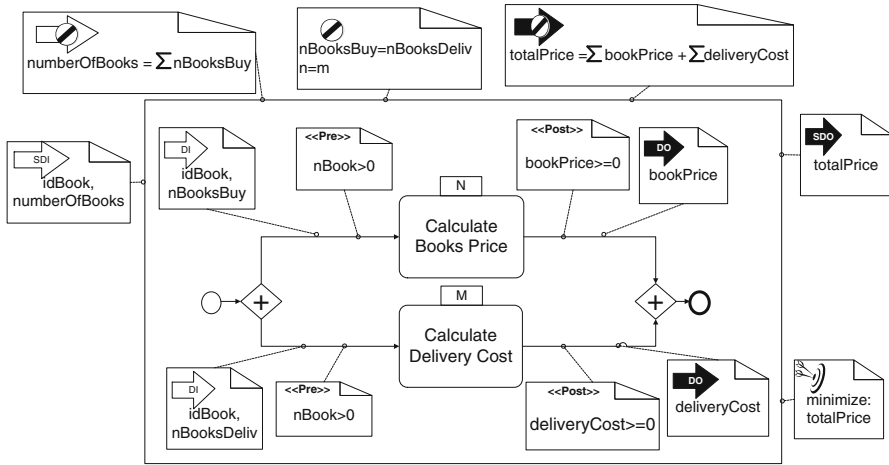 numberOfBooks = ∑ nBooksBuy
nBooksBuy=nBooksDeliv
n=m
totalPrice =∑ bookPrice + ∑deliveryCost
SDI
idBook,
numberOfBooks
DI
idBook,
nBooksBuy
<<Pre>>
nBook>0
<<Post>>
bookPrice>=0
DO
bookPrice
SDO
totalPrice
N
Calculate
Books Price
+
+
M
Calculate
Delivery Cost
DI
idBook,
nBooksDeliv
<<Pre>>
nBook>0
<<Post>>
deliveryCost>=0
DO
deliveryCost
minimize:
totalPrice